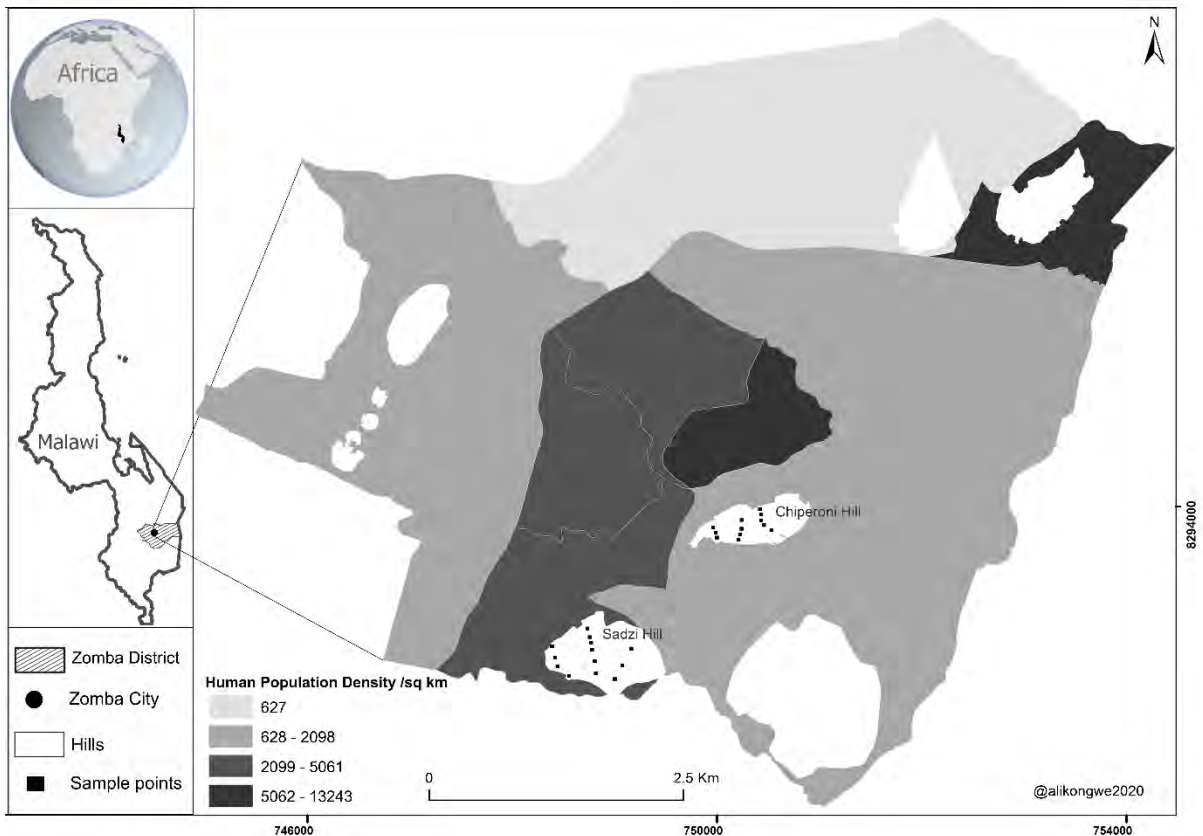 Africa
N
Malawi
Chiperoni Hill
8294000
Sadzi Hill
Zomba District
Zomba City
Hills
Sample points
Human Population Density /sq km
627
628 - 2098
2099 - 5061
5062 - 13243
0 2.5 Km
@alikongwe2020
746000 750000 754000